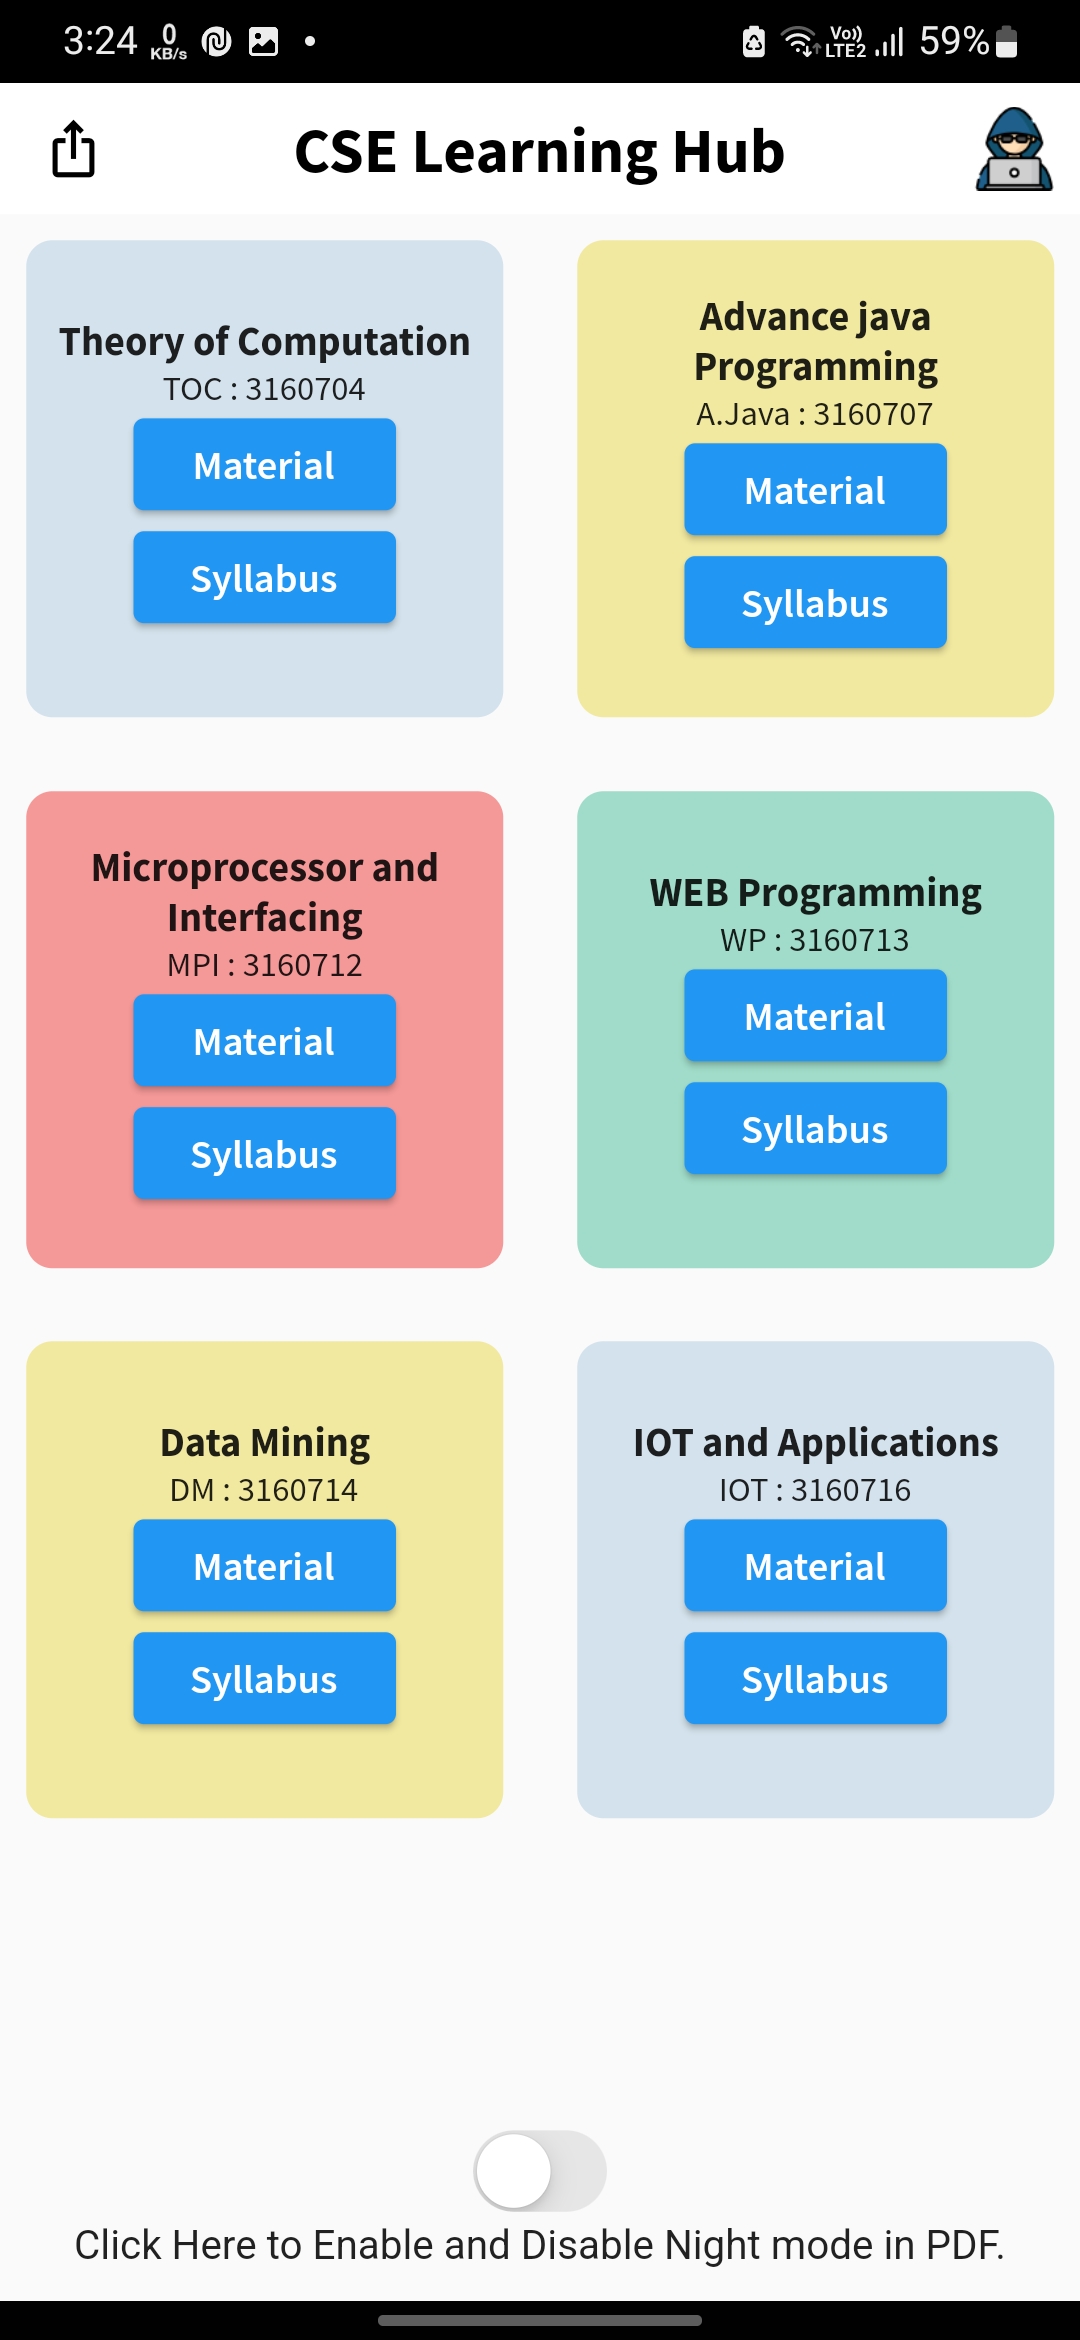 3:24 0 KB/s Vo)) LTE2 59%
CSE Learning Hub
Theory of Computation
TOC : 3160704
Material
Syllabus
Advance java
Programming
A.Java : 3160707
Material
Syllabus
Microprocessor and
Interfacing
MPI : 3160712
Material
Syllabus
WEB Programming
WP : 3160713
Material
Syllabus
Data Mining
DM : 3160714
Material
Syllabus
IOT and Applications
IOT : 3160716
Material
Syllabus
Click Here to Enable and Disable Night mode in PDF.